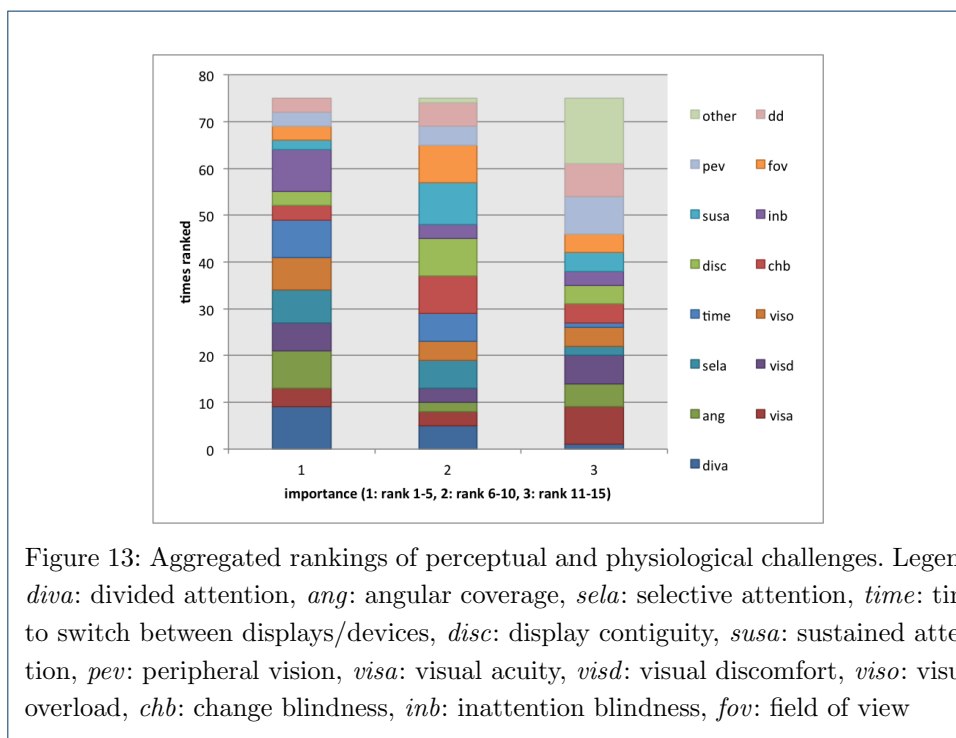 80
70
60
50
40
30
20
10
0
times ranked
1 2 3
importance (1: rank 1-5, 2: rank 6-10, 3: rank 11-15)
other dd
pev fov
susa inb
disc chb
time viso
sela visd
ang visa
diva
Figure 13: Aggregated rankings of perceptual and physiological challenges. Legen
diva: divided attention, ang: angular coverage, sela: selective attention, time: tim
to switch between displays/devices, disc: display contiguity, susa: sustained atte
tion, pev: peripheral vision, visa: visual acuity, visd: visual discomfort, viso: visu
overload, chb: change blindness, inb: inattention blindness, fov: field of view